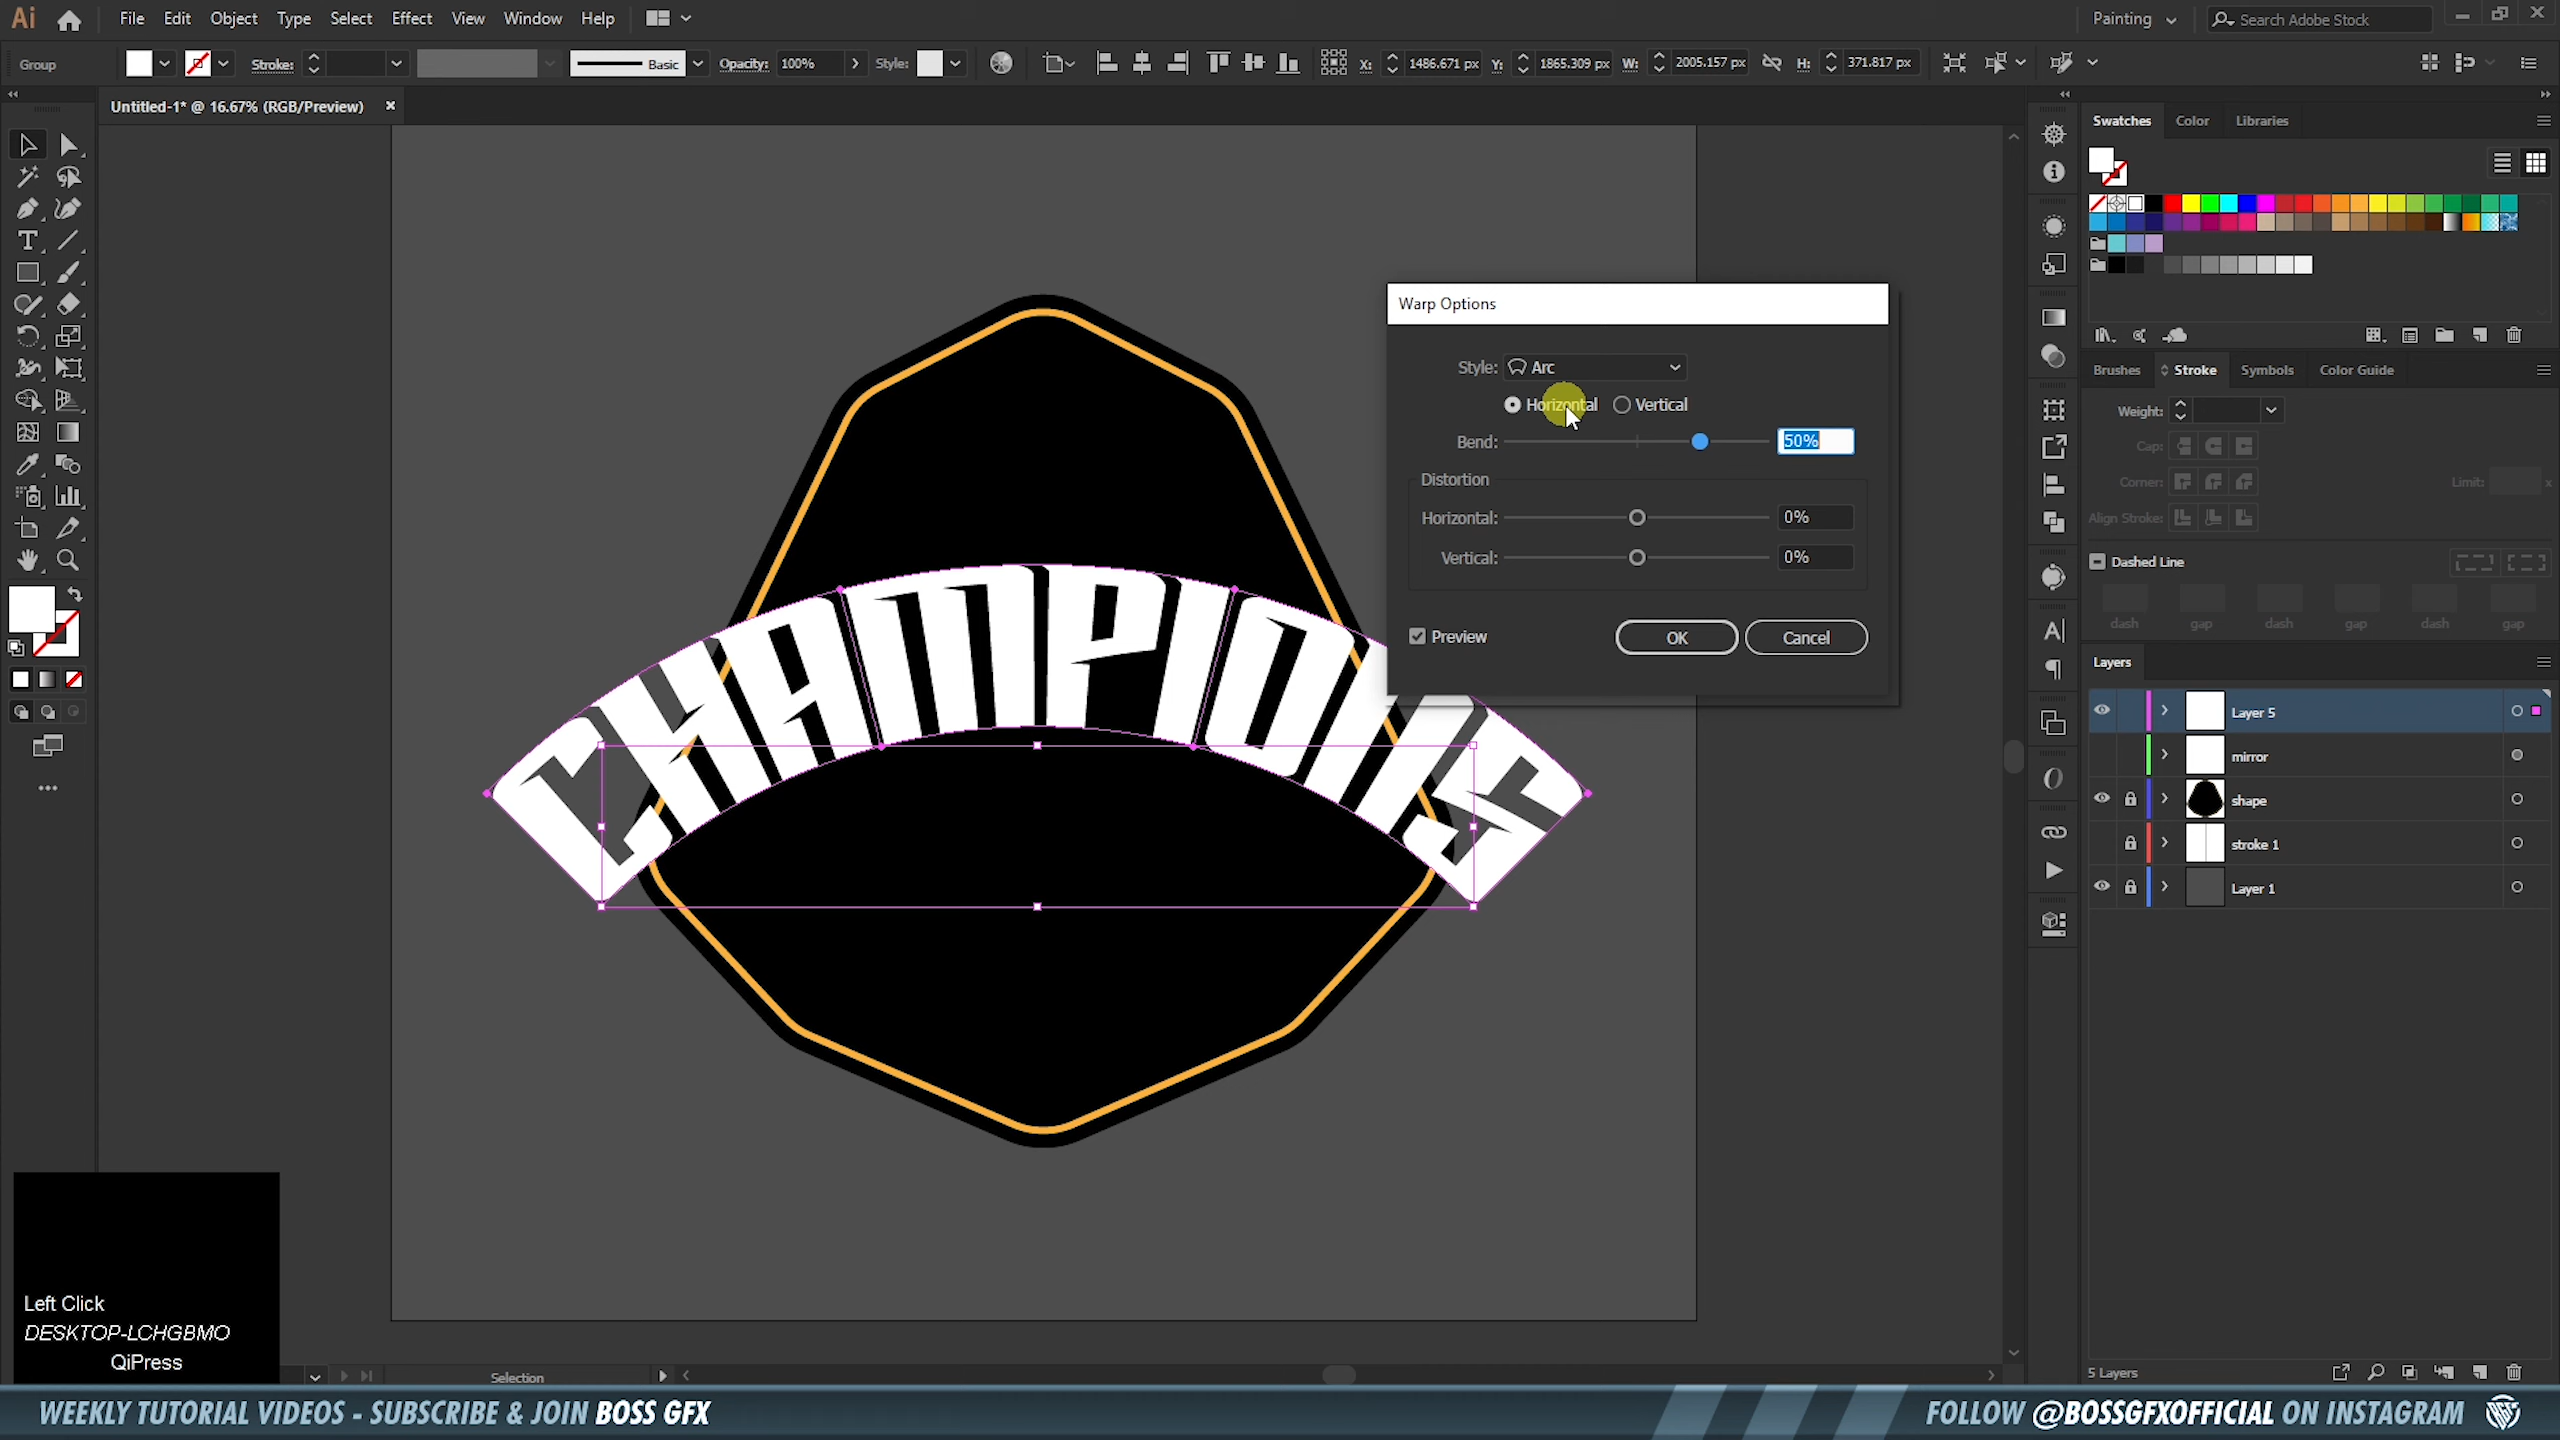 Ai File Edit Object Type Select Effect View Window Help Painting Search Adobe Stock
Group Stroke: Basic Opacity: 100% Style: X: 1486.671 px Y: 1865.309 px W: 2005.157 px H: 371.817 px
Untitled-1* @ 16.67% (RGB/Preview)
Swatches Color Libraries
Warp Options
Style: Arc
Horizontal Vertical
Bend: 50%
Distortion
Horizontal: 0%
Vertical: 0%
Preview OK Cancel
CHAMPIONS
Brushes Stroke Symbols Color Guide
Weight:
Cap:
Corner: Limit: x
Align Stroke:
Dashed Line
dash gap dash gap dash gap
Layers
Layer 5
mirror
shape
stroke 1
Layer 1
5 Layers
Left Click
DESKTOP-LCHGBMO
QiPress
Selection
WEEKLY TUTORIAL VIDEOS - SUBSCRIBE & JOIN BOSS GFX
FOLLOW @BOSSGFXOFFICIAL ON INSTAGRAM